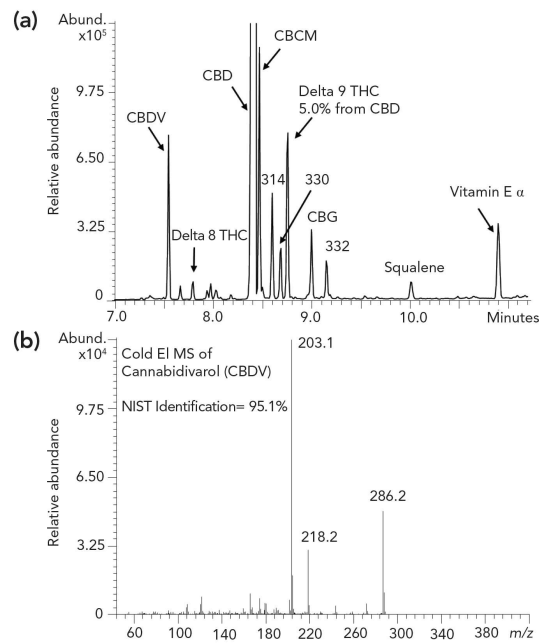 (a)
Abund.
x10⁵
CBCM
CBD
Delta 9 THC
5.0% from CBD
9.75
CBDV
6.50
314
330
Vitamin E α
CBG
3.25
Delta 8 THC
332
Squalene
0
Relative abundance
7.0 8.0 9.0 10.0 Minutes
(b)
Abund.
x10⁴
203.1
Cold EI MS of
Cannabidivarol (CBDV)
NIST Identification= 95.1%
9.75
6.50
286.2
218.2
3.25
0
Relative abundance
60 100 140 180 220 260 300 340 380 m/z